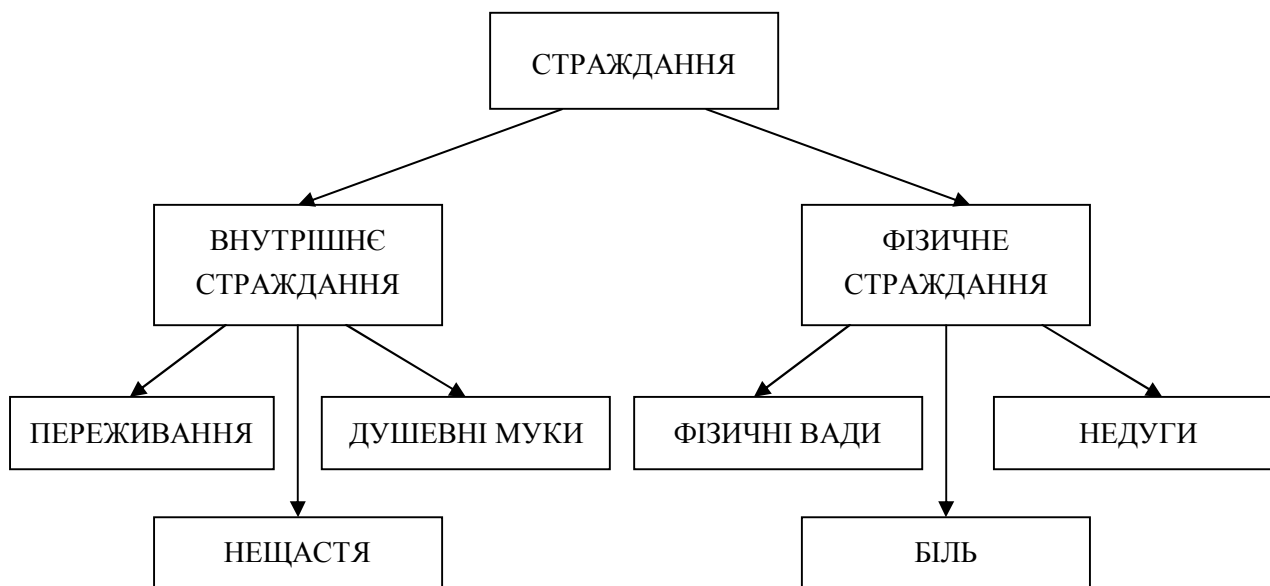 СТРАЖДАННЯ
ВНУТРІШНЄ
СТРАЖДАННЯ
ФІЗИЧНЕ
СТРАЖДАННЯ
ПЕРЕЖИВАННЯ
ДУШЕВНІ МУКИ
ФІЗИЧНІ ВАДИ
НЕДУГИ
НЕЩАСТЯ
БІЛЬ